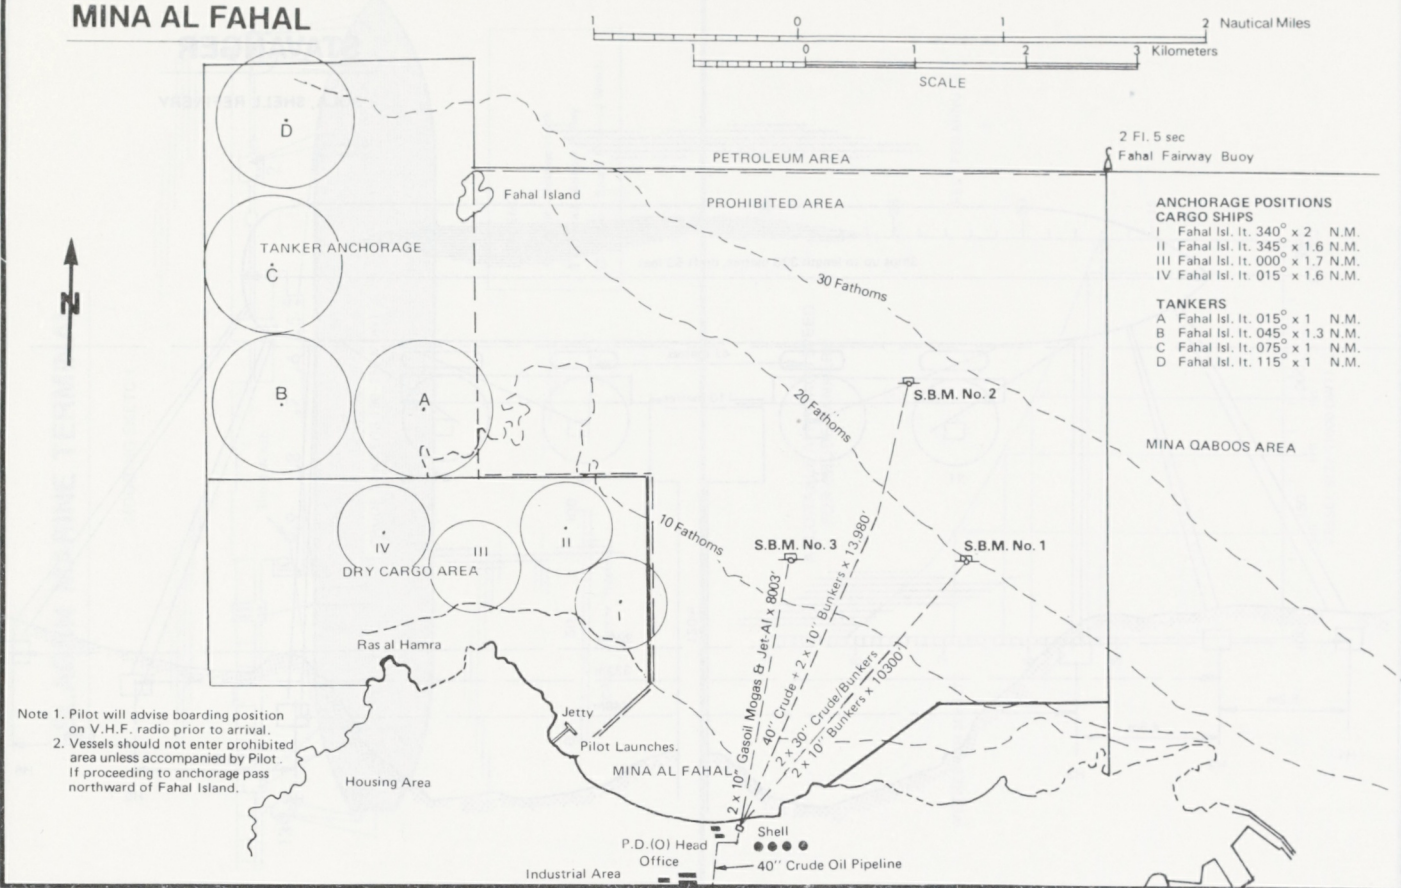 MINA AL FAHAL
1 0 1 2 Nautical Miles
1 0 1 2 3 Kilometers
SCALE
2 Fl. 5 sec
Fahal Fairway Buoy
PETROLEUM AREA
PROHIBITED AREA
Fahal Island
D
TANKER ANCHORAGE
C
B
A
N
30 Fathoms
20 Fathoms
10 Fathoms
S.B.M. No. 2
S.B.M. No. 3
S.B.M. No. 1
ANCHORAGE POSITIONS
CARGO SHIPS
I Fahal Isl. lt. 340° x 2 N.M.
II Fahal Isl. lt. 345° x 1.6 N.M.
III Fahal Isl. lt. 000° x 1.7 N.M.
IV Fahal Isl. lt. 015° x 1.6 N.M.
TANKERS
A Fahal Isl. lt. 015° x 1 N.M.
B Fahal Isl. lt. 045° x 1.3 N.M.
C Fahal Isl. lt. 075° x 1 N.M.
D Fahal Isl. lt. 115° x 1 N.M.
MINA QABOOS AREA
IV
III
II
I
DRY CARGO AREA
Ras al Hamra
2 x 10" Gasoil Mogas & Jet-Al x 8003'
40" Crude + 2 x 10" Bunkers x 13.980'
2 x 30" Crude/Bunkers
2 x 10" Bunkers x 10300'
Note 1. Pilot will advise boarding position
on V.H.F. radio prior to arrival.
2. Vessels should not enter prohibited
area unless accompanied by Pilot.
If proceeding to anchorage pass
northward of Fahal Island.
Jetty
Pilot Launches.
MINA AL FAHAL
Housing Area
P.D.(O) Head
Office
Shell
40" Crude Oil Pipeline
Industrial Area